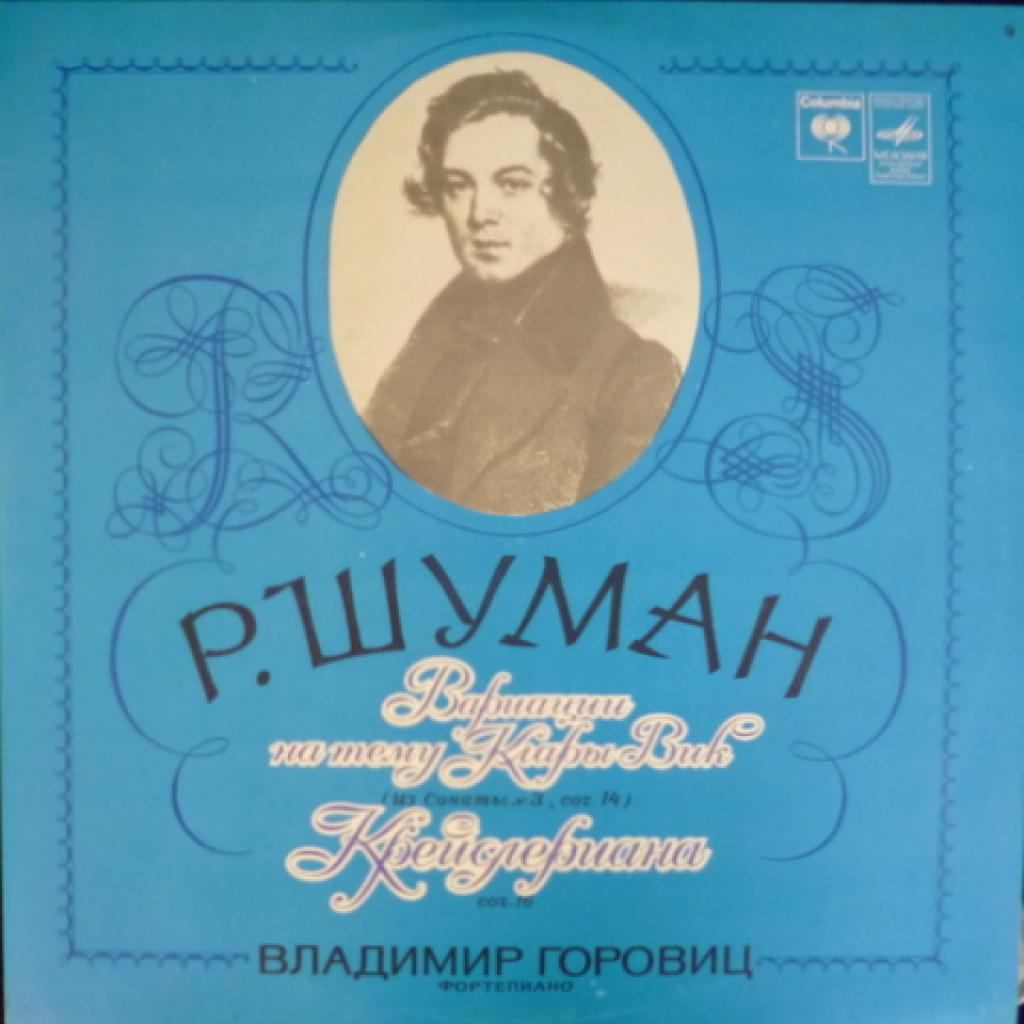 Columbia
МЕЛОДИЯ
R S
Р. ШУМАН
Вариации
на тему Клары Вик
(из Сонаты № 3, соч. 14)
Крейслериана
соч. 16
ВЛАДИМИР ГОРОВИЦ
ФОРТЕПИАНО